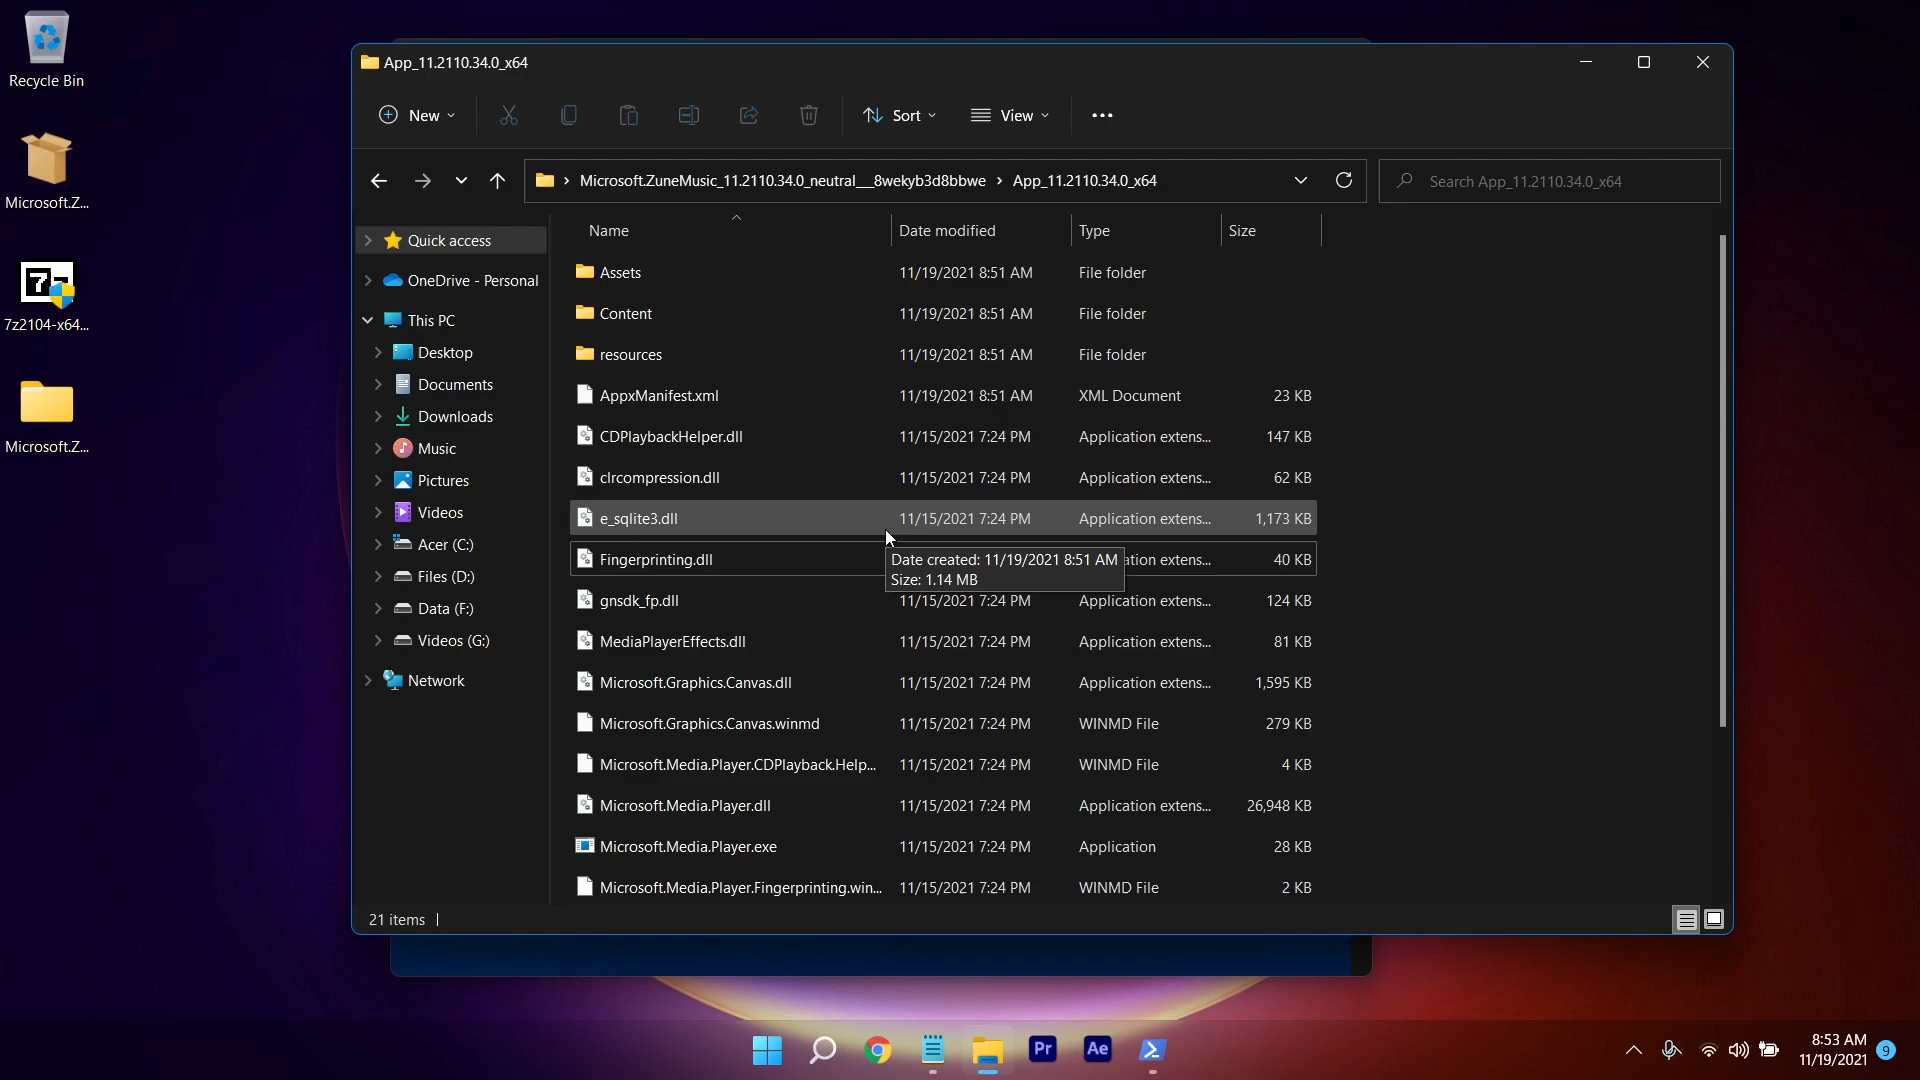 Recycle Bin
Microsoft.Z...
7z
7z2104-x64...
Microsoft.Z...
App_11.2110.34.0_x64
New
Sort
View
Microsoft.ZuneMusic_11.2110.34.0_neutral__8wekyb3d8bbwe > App_11.2110.34.0_x64
Search App_11.2110.34.0_x64
Quick access
OneDrive - Personal
This PC
Desktop
Documents
Downloads
Music
Pictures
Videos
Acer (C:)
Files (D:)
Data (F:)
Videos (G:)
Network
Name Date modified Type Size
Assets 11/19/2021 8:51 AM File folder
Content 11/19/2021 8:51 AM File folder
resources 11/19/2021 8:51 AM File folder
AppxManifest.xml 11/19/2021 8:51 AM XML Document 23 KB
CDPlaybackHelper.dll 11/15/2021 7:24 PM Application extens... 147 KB
clrcompression.dll 11/15/2021 7:24 PM Application extens... 62 KB
e_sqlite3.dll 11/15/2021 7:24 PM Application extens... 1,173 KB
Fingerprinting.dll ation extens... 40 KB
Date created: 11/19/2021 8:51 AM
Size: 1.14 MB
gnsdk_fp.dll 11/15/2021 7:24 PM Application extens... 124 KB
MediaPlayerEffects.dll 11/15/2021 7:24 PM Application extens... 81 KB
Microsoft.Graphics.Canvas.dll 11/15/2021 7:24 PM Application extens... 1,595 KB
Microsoft.Graphics.Canvas.winmd 11/15/2021 7:24 PM WINMD File 279 KB
Microsoft.Media.Player.CDPlayback.Help... 11/15/2021 7:24 PM WINMD File 4 KB
Microsoft.Media.Player.dll 11/15/2021 7:24 PM Application extens... 26,948 KB
Microsoft.Media.Player.exe 11/15/2021 7:24 PM Application 28 KB
Microsoft.Media.Player.Fingerprinting.win... 11/15/2021 7:24 PM WINMD File 2 KB
21 items
Pr
Ae
8:53 AM
11/19/2021
9